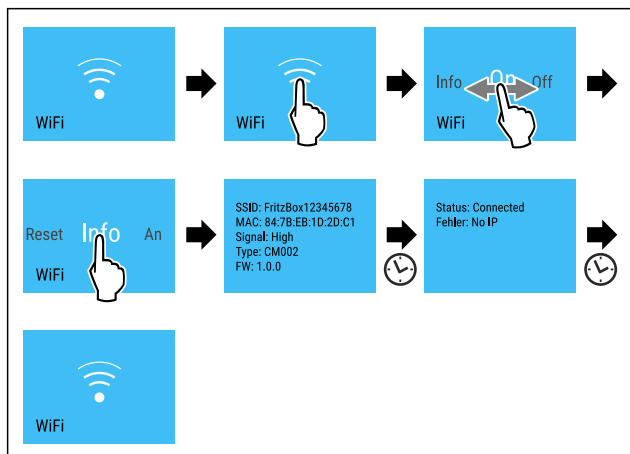 WiFi
WiFi
Info On Off
WiFi
Reset Info An
WiFi
SSID: FritzBox12345678
MAC: 84:7B:EB:1D:2D:C1
Signal: High
Type: CM002
FW: 1.0.0
Status: Connected
Fehler: No IP
WiFi